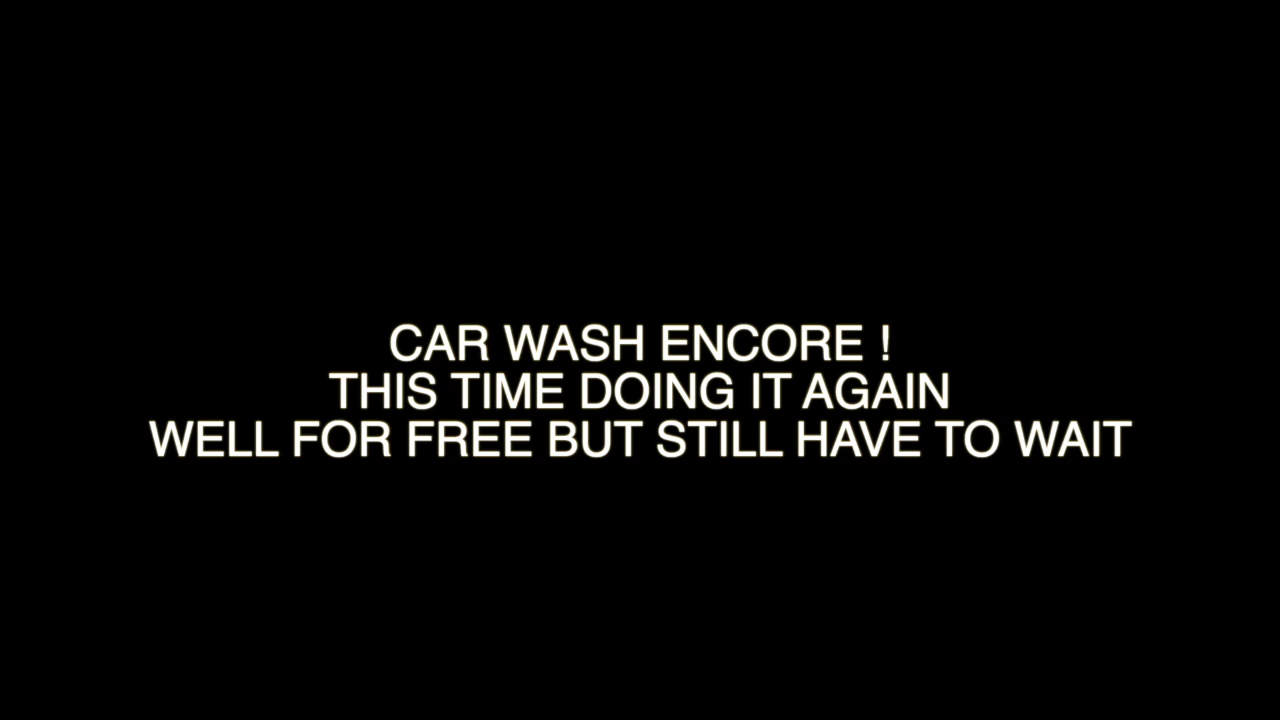 CAR WASH ENCORE !
THIS TIME DOING IT AGAIN
WELL FOR FREE BUT STILL HAVE TO WAIT